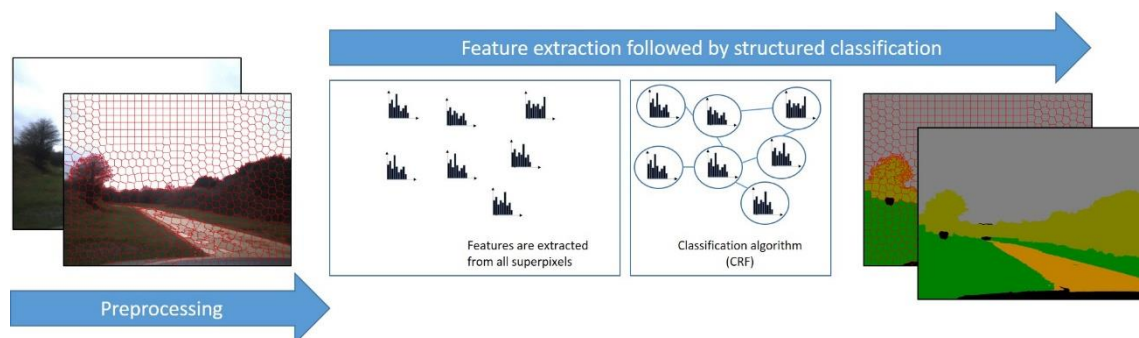 Feature extraction followed by structured classification
Features are extracted
from all superpixels
Classification algorithm
(CRF)
Preprocessing